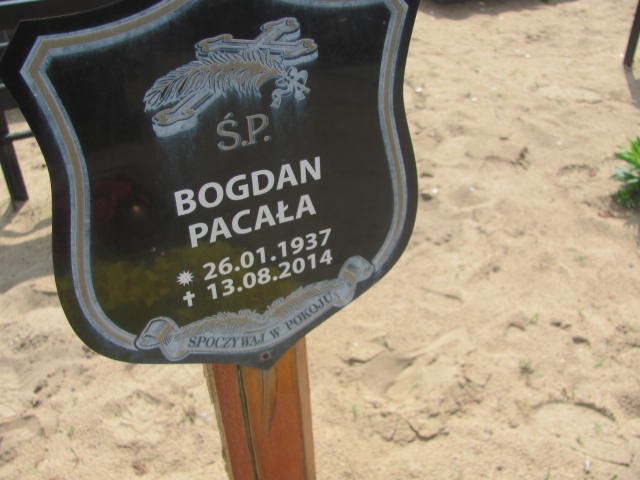 Ś.P.
BOGDAN
PACAŁA
26.01.1937
13.08.2014
SPOCZYWAJ W POKOJU